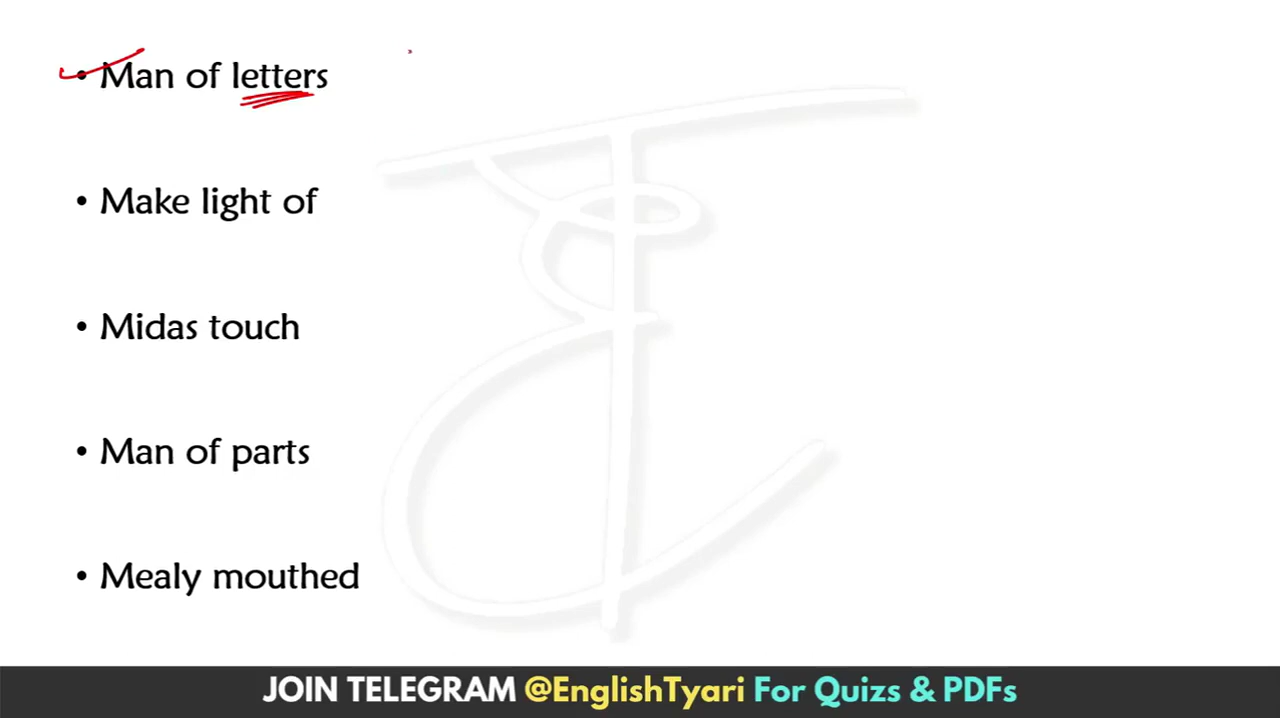 • Man of letters
• Make light of
• Midas touch
• Man of parts
• Mealy mouthed
JOIN TELEGRAM @EnglishTyari For Quizs & PDFs